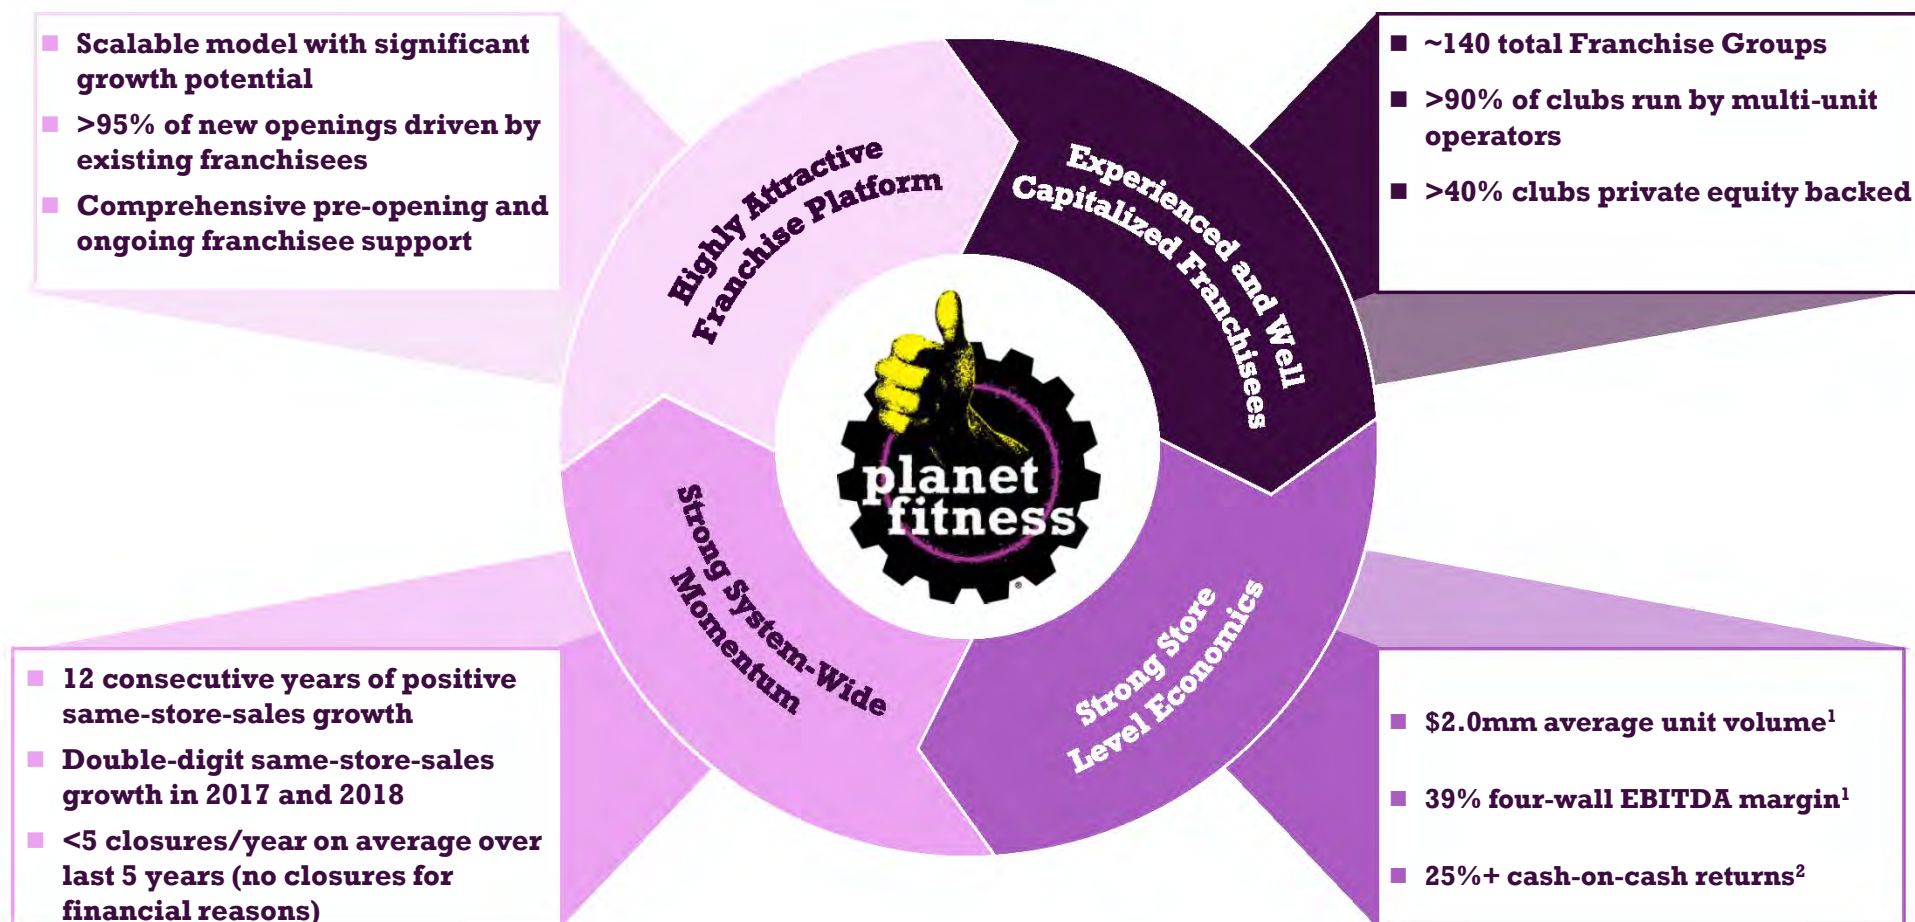 ■ Scalable model with significant
growth potential
■ >95% of new openings driven by
existing franchisees
■ Comprehensive pre-opening and
ongoing franchisee support
Highly Attractive
Franchise Platform
Experienced and Well
Capitalized Franchisees
■ ~140 total Franchise Groups
■ >90% of clubs run by multi-unit
operators
■ >40% clubs private equity backed
planet
fitness®
■ 12 consecutive years of positive
same-store-sales growth
■ Double-digit same-store-sales
growth in 2017 and 2018
■ <5 closures/year on average over
last 5 years (no closures for
financial reasons)
Strong System-Wide
Momentum
Strong Store
Level Economics
■ $2.0mm average unit volume¹
■ 39% four-wall EBITDA margin¹
■ 25%+ cash-on-cash returns²